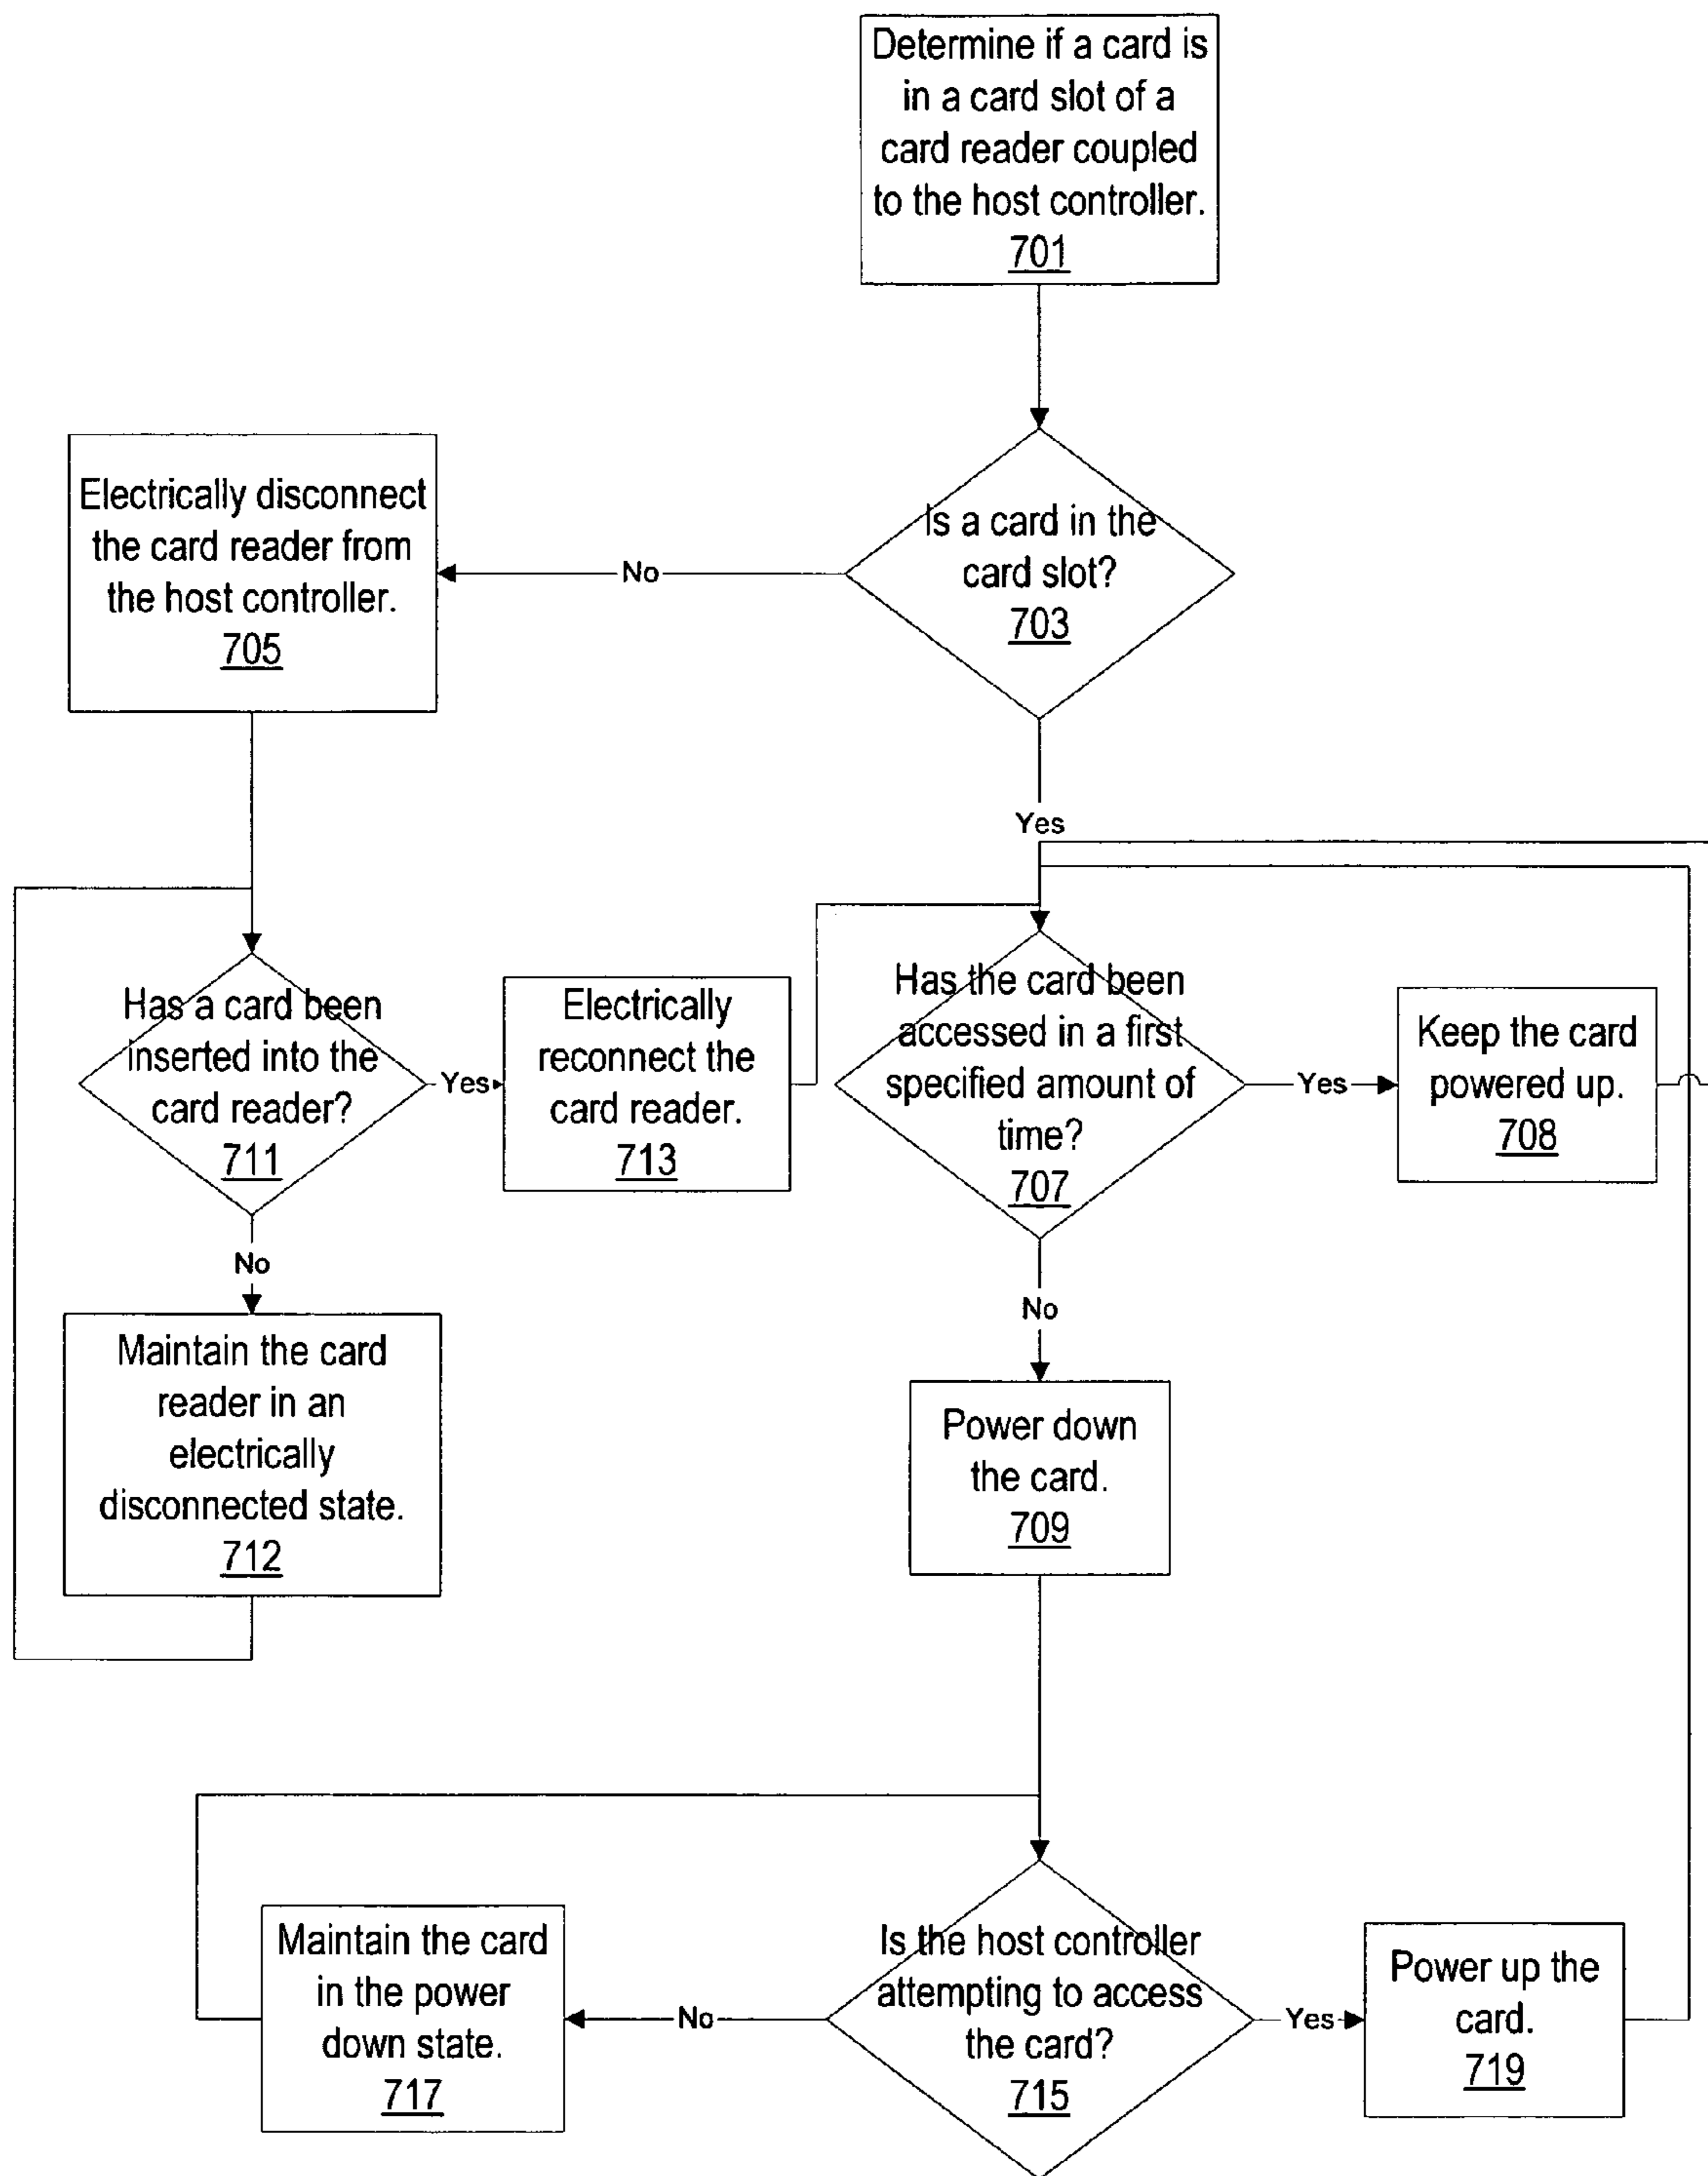 Determine if a card is
in a card slot of a
card reader coupled
to the host controller.
701
Is a card in the
card slot?
703
No
Electrically disconnect
the card reader from
the host controller.
705
Yes
Has a card been
inserted into the
card reader?
711
Yes
Electrically
reconnect the
card reader.
713
Has the card been
accessed in a first
specified amount of
time?
707
Yes
Keep the card
powered up.
708
No
Maintain the card
reader in an
electrically
disconnected state.
712
No
Power down
the card.
709
Is the host controller
attempting to access
the card?
715
No
Maintain the card
in the power
down state.
717
Yes
Power up the
card.
719